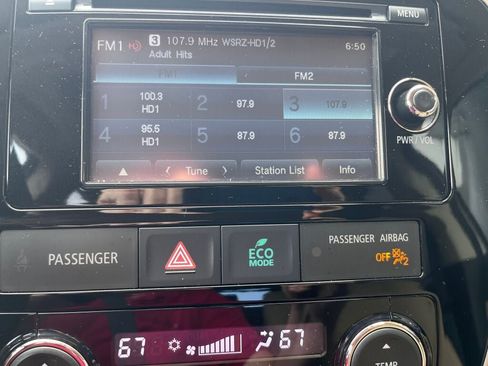 MENU
FM1 3 107.9 MHz WSRZ-HD1/2 6:50
Adult Hits
FM1 FM2
1 100.3 HD1 2 97.9 3 107.9
4 95.5 HD1 5 87.9 6 87.9
▲ < Tune > Station List Info
PWR/VOL
PASSENGER
ECO MODE
PASSENGER AIRBAG
OFF 2
67 67
TEMP